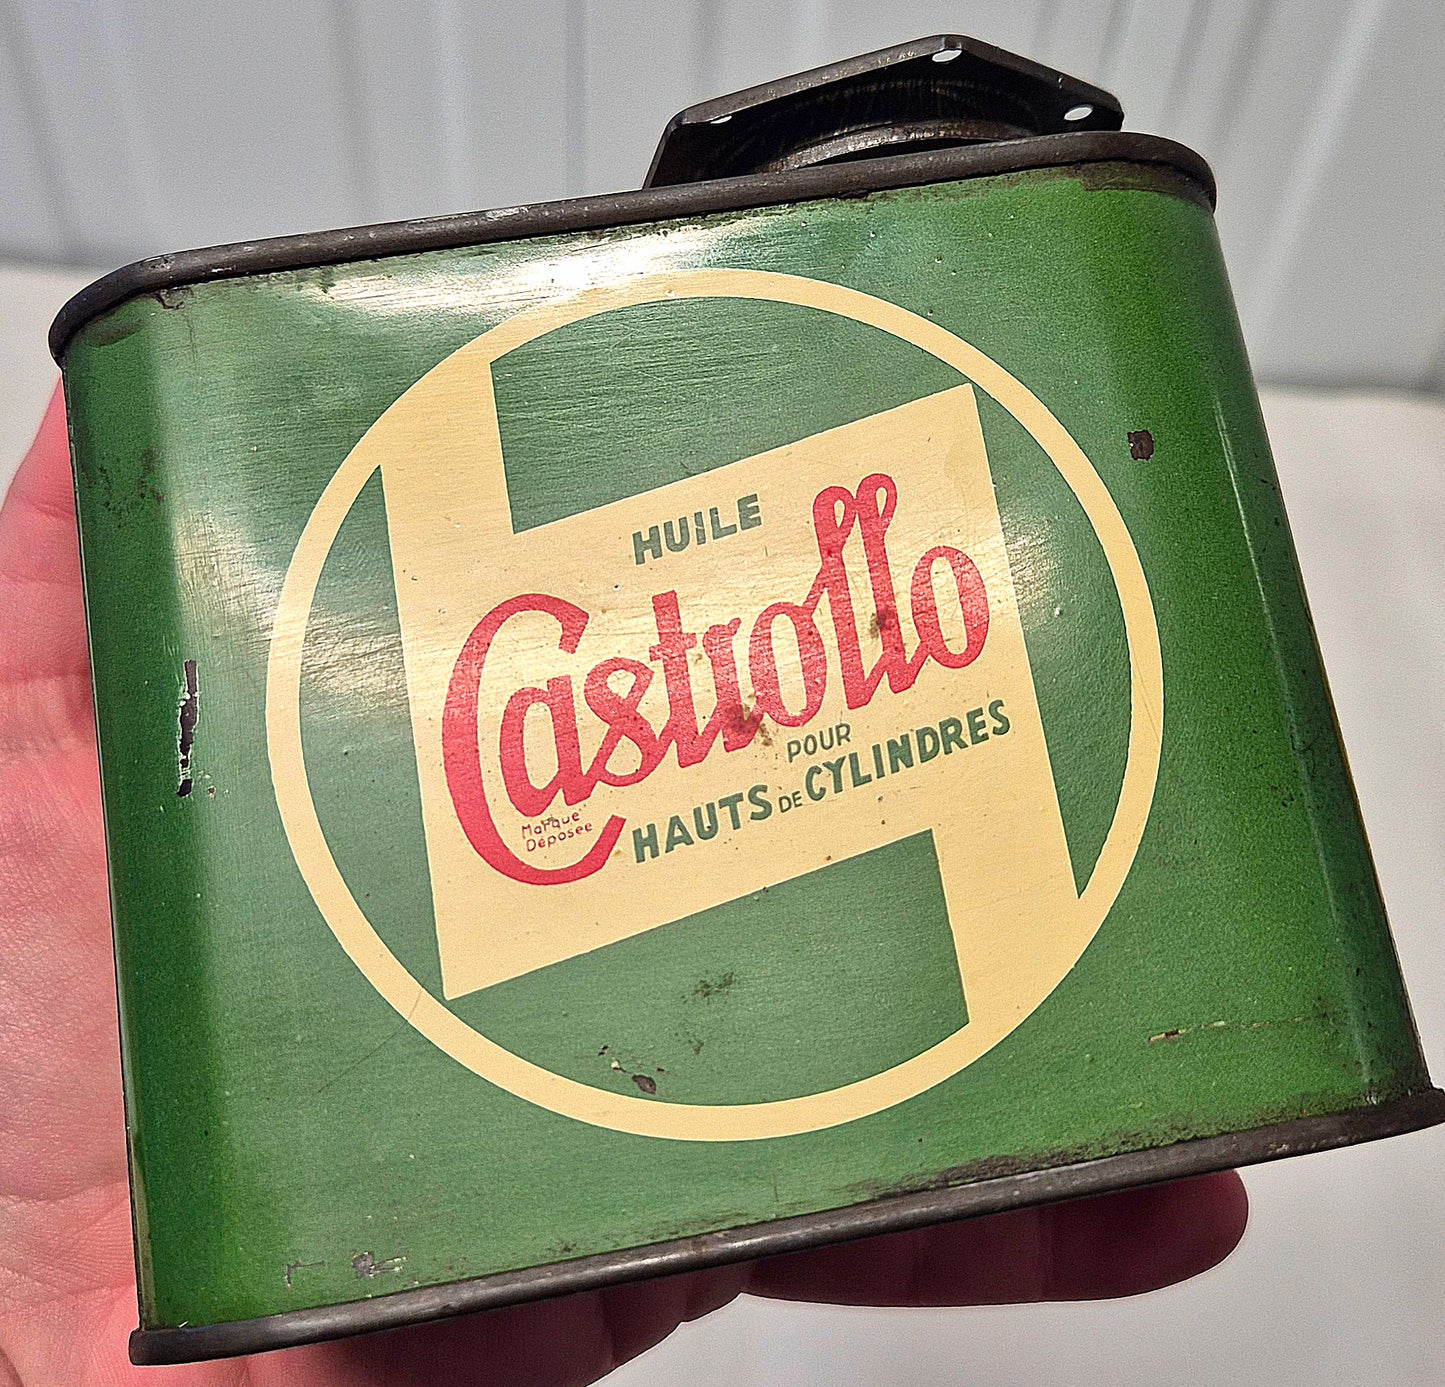 HUILE
Castrollo
Marque
Déposée
POUR
HAUTS DE CYLINDRES